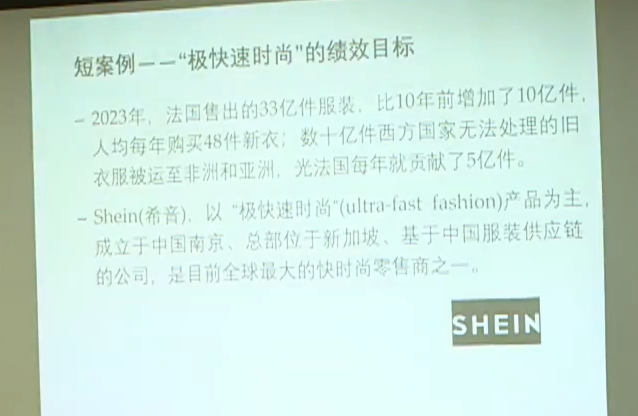 短案例——“极快速时尚”的绩效目标
– 2023年，法国售出的33亿件服装，比10年前增加了10亿件，
人均每年购买48件新衣；数十亿件西方国家无法处理的旧
衣服被运至非洲和亚洲，光法国每年就贡献了5亿件。
– Shein(希音)，以“极快速时尚”(ultra-fast fashion)产品为主，
成立于中国南京、总部位于新加坡、基于中国服装供应链
的公司，是目前全球最大的快时尚零售商之一。
SHEIN